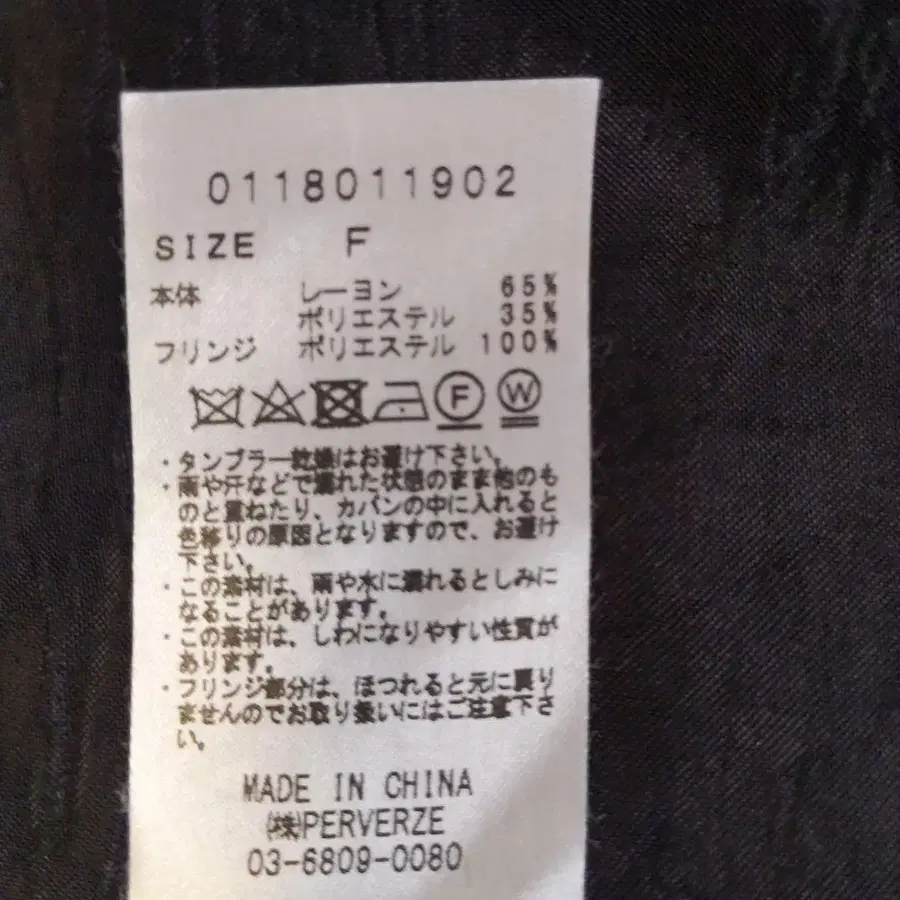 0118011902
SIZE F
本体 レーヨン 65%
ポリエステル 35%
フリンジ ポリエステル 100%
F W
・タンブラー乾燥はお避け下さい。
・雨や汗などで濡れた状態のまま他のも
のと重ねたり、カバンの中に入れると
色移りの原因となりますので、お避け
下さい。
・この素材は、雨や水に濡れるとしみに
なることがあります。
・この素材は、しわになりやすい性質が
あります。
・フリンジ部分は、ほつれると元に戻り
ませんのでお取り扱いにはご注意下さ
い。
MADE IN CHINA
㈱PERVERZE
03-6809-0080